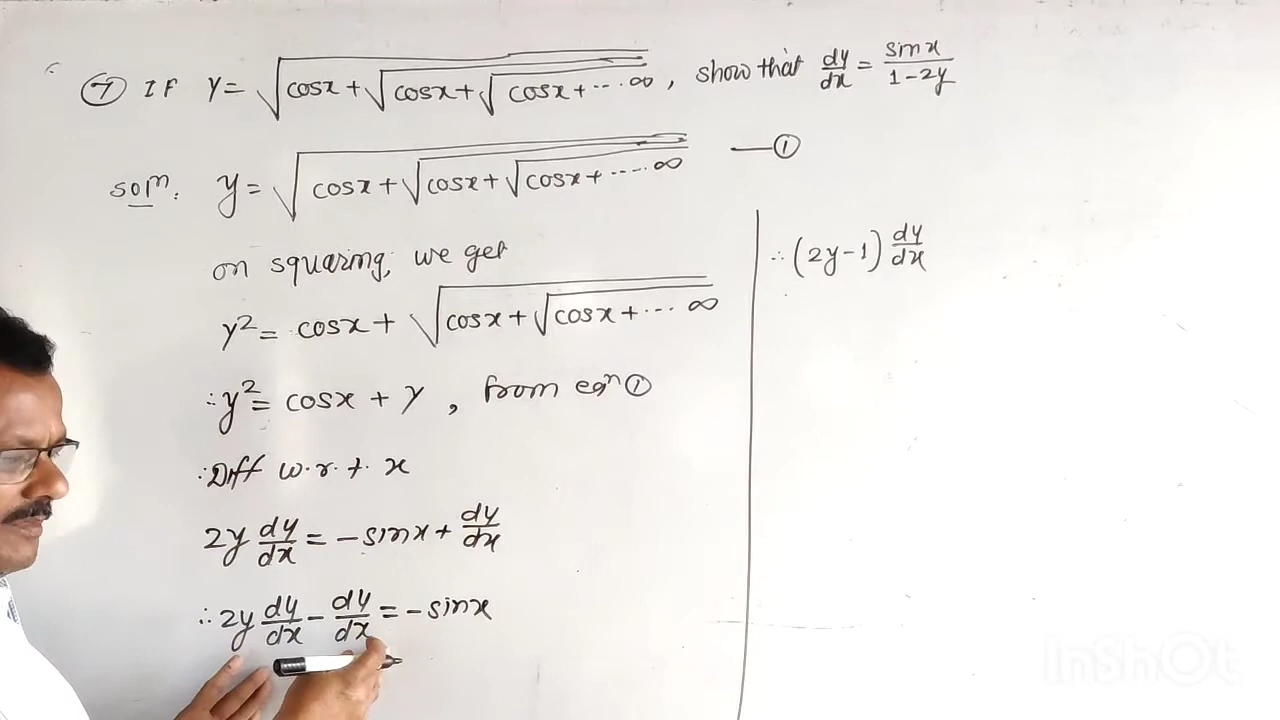 ⑦ If y = √(cosx + √(cosx + √(cosx + ... ∞))), show that dy/dx = sinx/(1-2y)
Soln. y = √(cosx + √(cosx + √(cosx + ..... ∞))) —①
on squaring, we get
y² = cosx + √(cosx + √(cosx + ... ∞))
∴ y² = cosx + y, from eqn ①
∴ Diff w.r.t. x
2y dy/dx = -sinx + dy/dx
∴ 2y dy/dx - dy/dx = -sinx
∴ (2y-1) dy/dx
InShOt